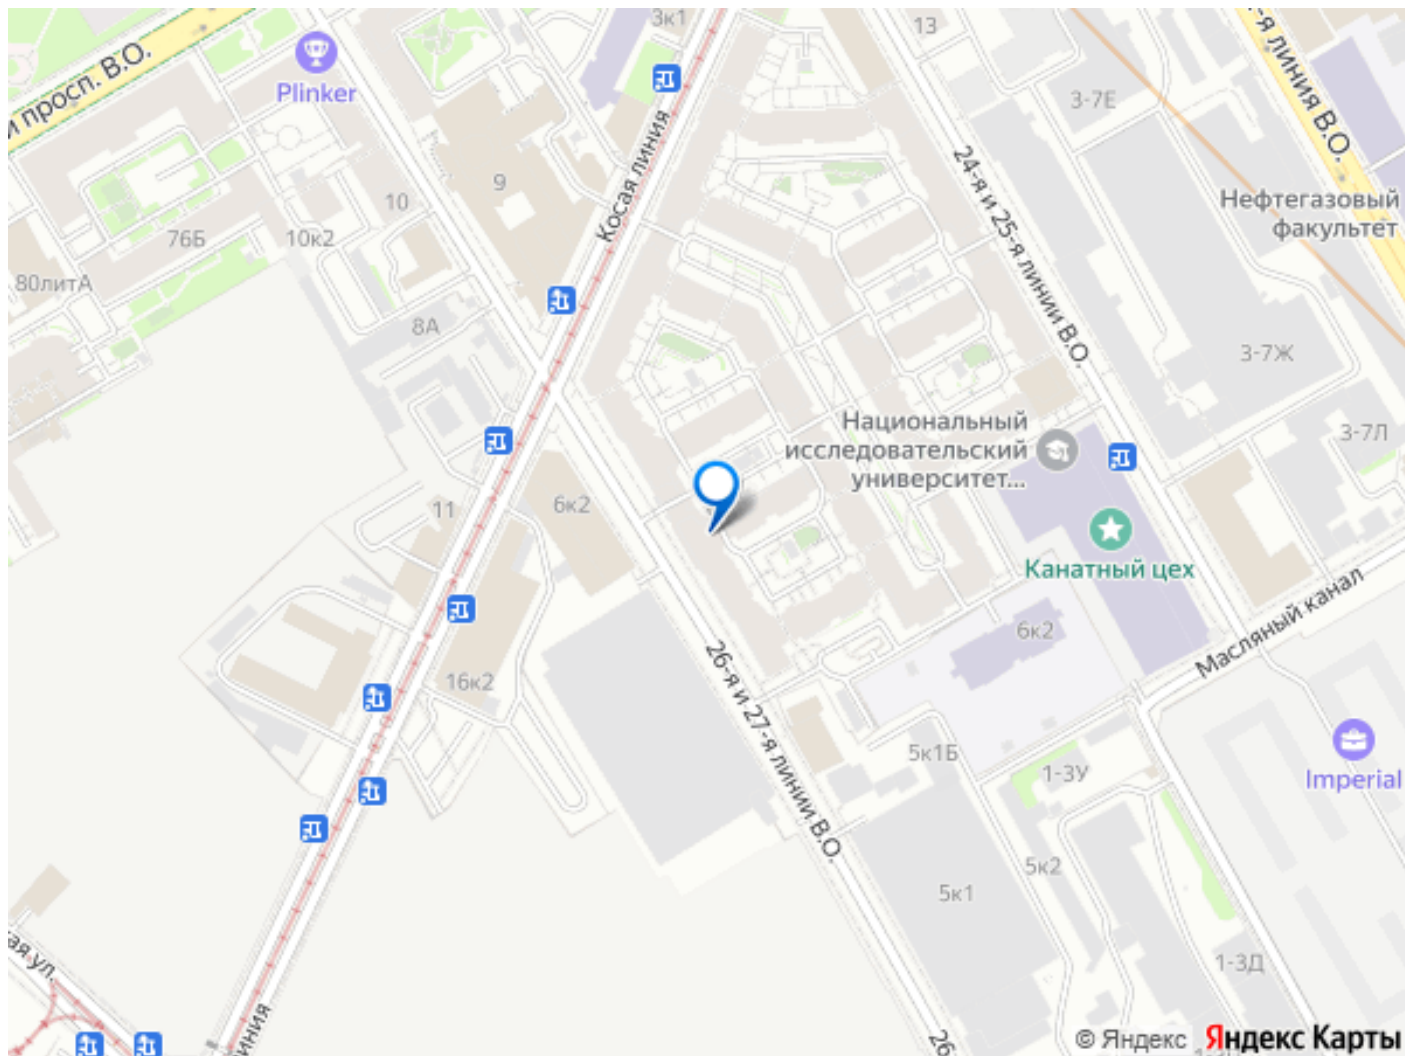 3к1
13
и просп. В.О.
Plinker
-я линия В.О.
3-7Е
Косая линия
24-я и 25-я линии В.О.
9
10
Нефтегазовый
факультет
76Б
10к2
80литА
8А
3-7Ж
Национальный
исследовательский
университет...
3-7Л
6к2
11
Канатный цех
Масляный канал
6к2
16к2
26-я и 27-я линии В.О.
5к1Б
1-3У
Imperial
5к2
5к1
ая ул.
1-3Д
иния
26-
© Яндекс Яндекс Карты